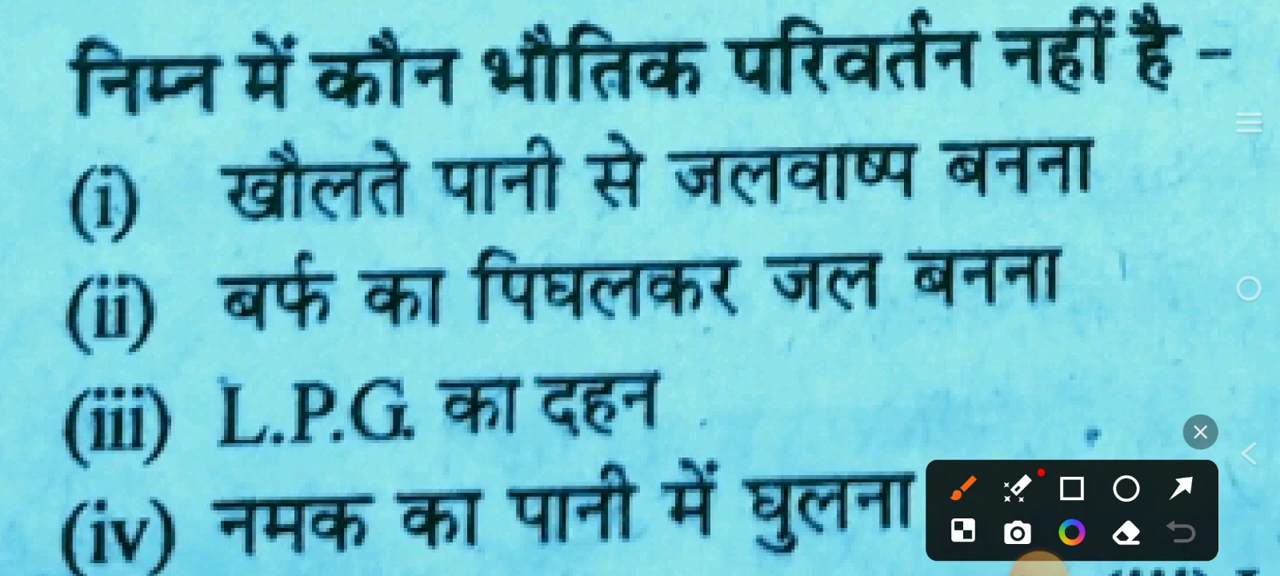 निम्न में कौन भौतिक परिवर्तन नहीं है –
(i) खौलते पानी से जलवाष्प बनना
(ii) बर्फ का पिघलकर जल बनना
(iii) L.P.G. का दहन
(iv) नमक का पानी में घुलना